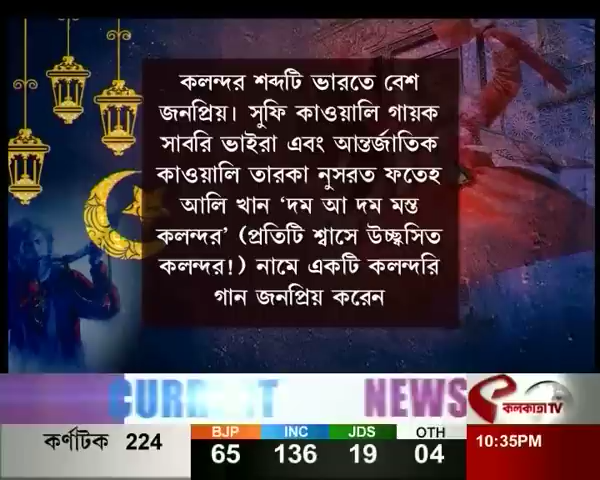 কলন্দর শব্দটি ভারতে বেশ
জনপ্রিয়। সুফি কাওয়ালি গায়ক
সাবরি ভাইরা এবং আন্তর্জাতিক
কাওয়ালি তারকা নুসরত ফতেহ
আলি খান ‘দম আ দম মস্ত
কলন্দর’ (প্রতিটি শ্বাসে উচ্ছ্বসিত
কলন্দর!) নামে একটি কলন্দরি
গান জনপ্রিয় করেন
CURRENT NEWS
কলকাতা TV
কর্ণাটক 224
BJP INC JDS OTH
65 136 19 04
10:35PM